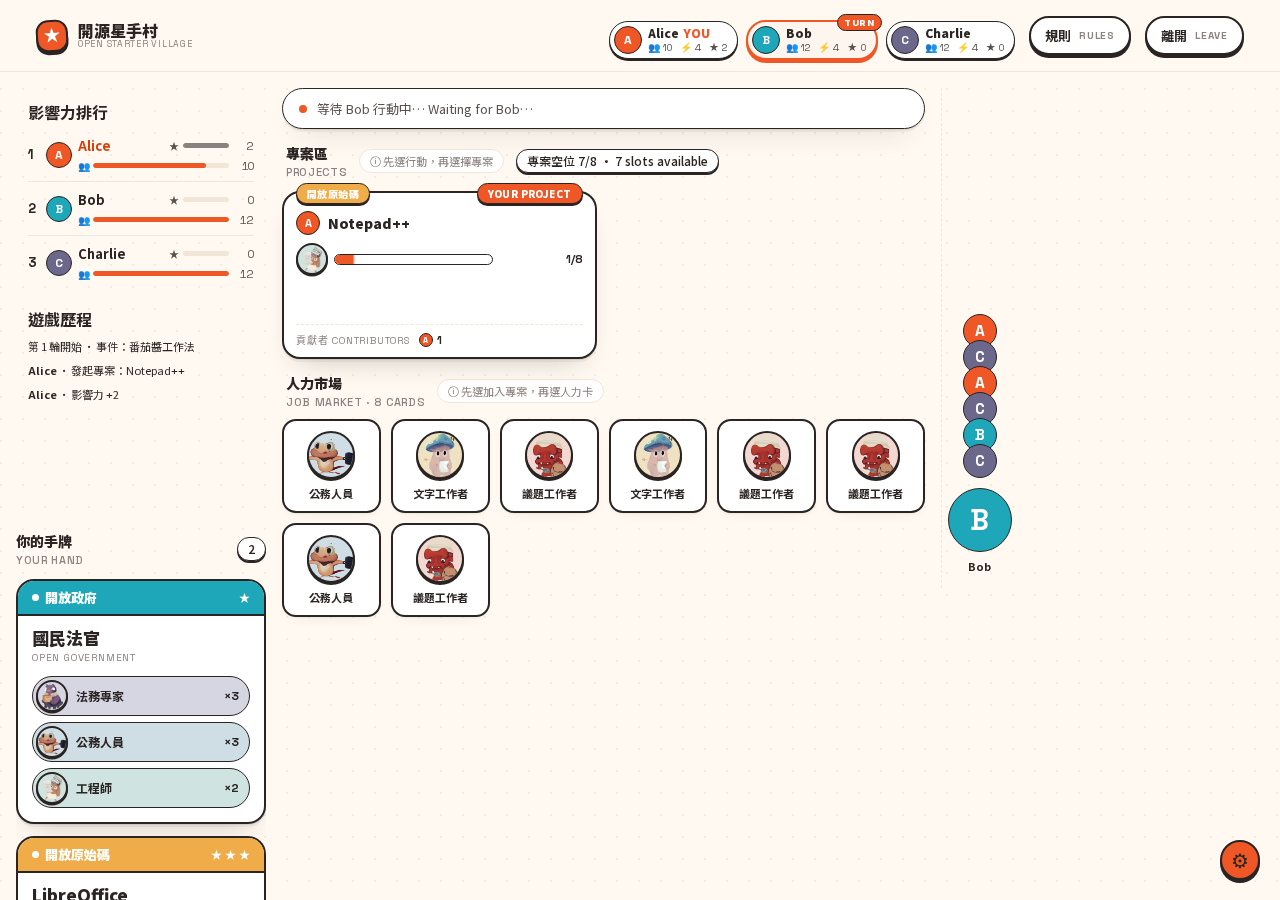 開源星手村
OPEN STARTER VILLAGE
A
Alice YOU
👥 10 ⚡ 4 ★ 2
TURN
B
Bob
👥 12 ⚡ 4 ★ 0
C
Charlie
👥 12 ⚡ 4 ★ 0
規則 RULES
離開 LEAVE
影響力排行
1 A Alice ★ 2
👥 10
2 B Bob ★ 0
👥 12
3 C Charlie ★ 0
👥 12
遊戲歷程
第 1 輪開始 · 事件：番茄醬工作法
Alice · 發起專案：Notepad++
Alice · 影響力 +2
你的手牌
YOUR HAND
2
開放政府 ★
國民法官
OPEN GOVERNMENT
法務專家 ×3
公務人員 ×3
工程師 ×2
開放原始碼 ★ ★ ★
LibreOffice
等待 Bob 行動中… Waiting for Bob…
專案區
PROJECTS
ⓘ 先選行動，再選擇專案
專案空位 7/8 · 7 slots available
開放原始碼
YOUR PROJECT
A Notepad++
1/8
貢獻者 CONTRIBUTORS A 1
人力市場
JOB MARKET · 8 CARDS
ⓘ 先選加入專案，再選人力卡
公務人員
文字工作者
議題工作者
文字工作者
議題工作者
議題工作者
公務人員
議題工作者
A
C
A
C
B
C
B
Bob